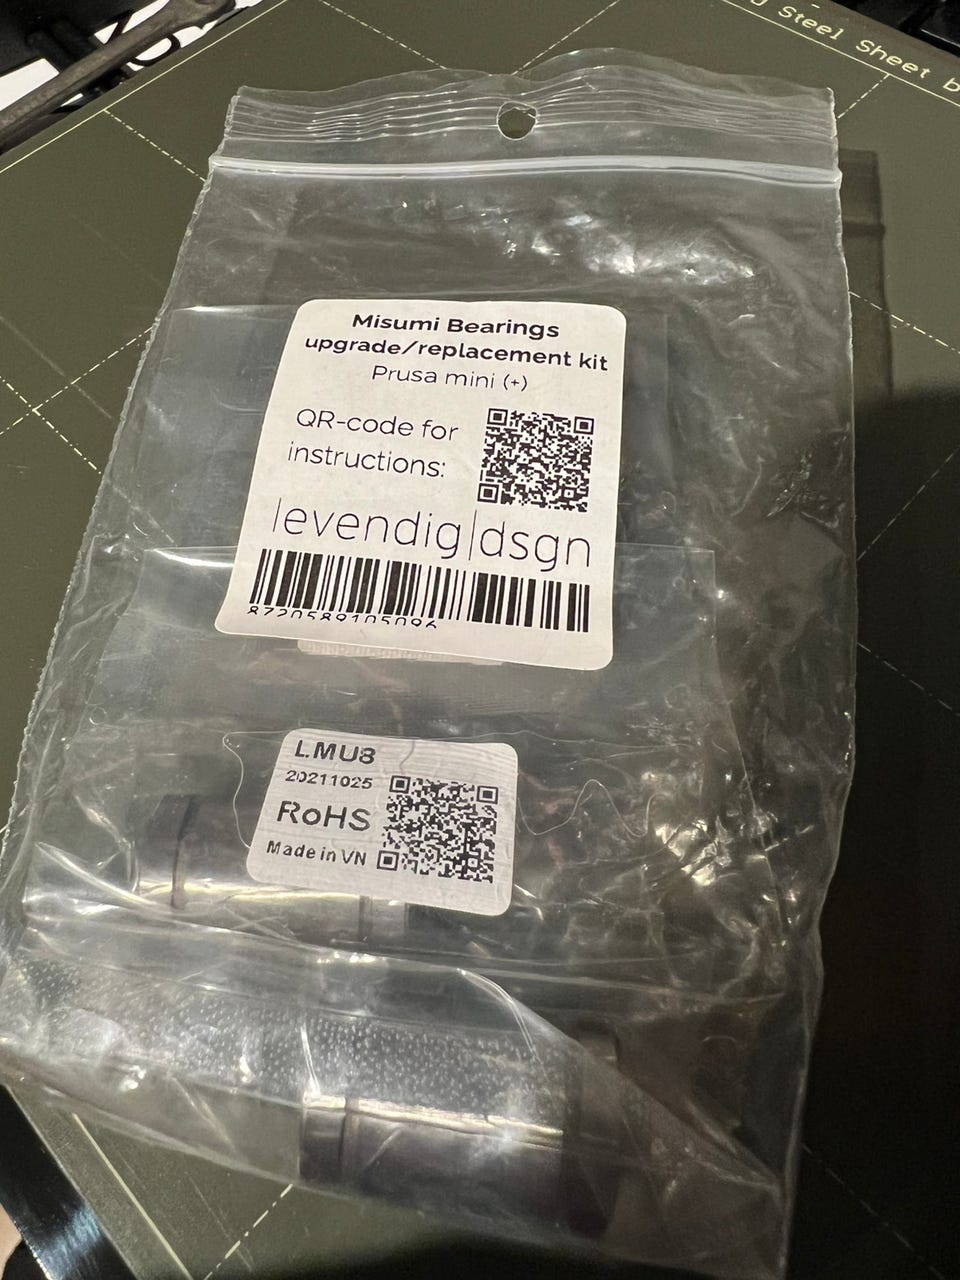 Steel Sheet
Misumi Bearings
upgrade/replacement kit
Prusa mini (+)
QR-code for
instructions:
levendig|dsgn
8720589105096
LMU8
20211025
RoHS
Made in VN